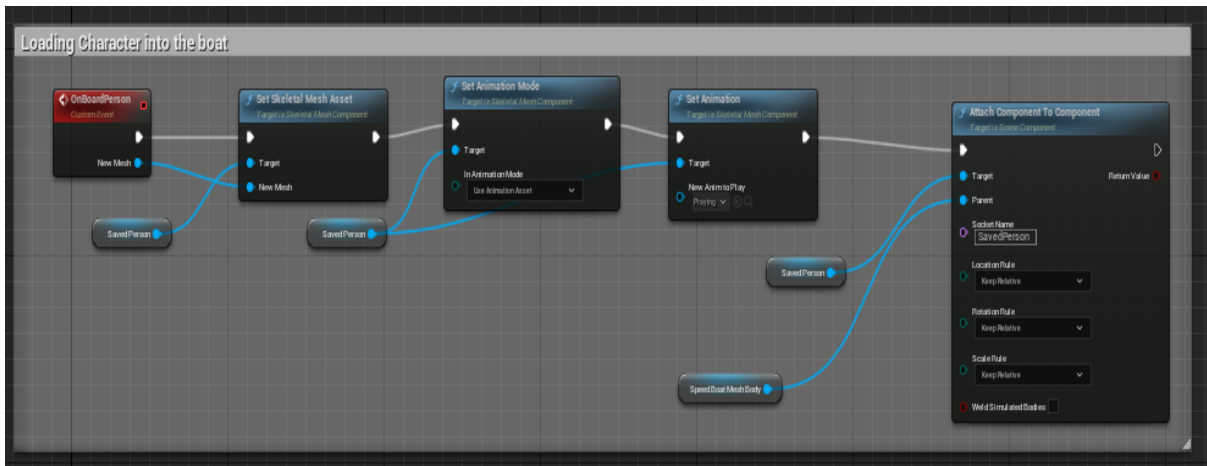 Loading Character into the boat
OnBoardPerson
Custom Event
New Mesh
SavedPerson
Set Skeletal Mesh Asset
Target is Skeletal Mesh Component
Target
New Mesh
SavedPerson
Set Animation Mode
Target is Skeletal Mesh Component
Target
In Animation Mode
Use Animation Asset
Set Animation
Target is Skeletal Mesh Component
Target
New Anim to Play
Praying
SavedPerson
SpeedBoat Mesh Body
Attach Component To Component
Target is Scene Component
Target Return Value
Parent
Socket Name
SavedPerson
Location Rule
Keep Relative
Rotation Rule
Keep Relative
Scale Rule
Keep Relative
Weld Simulated Bodies